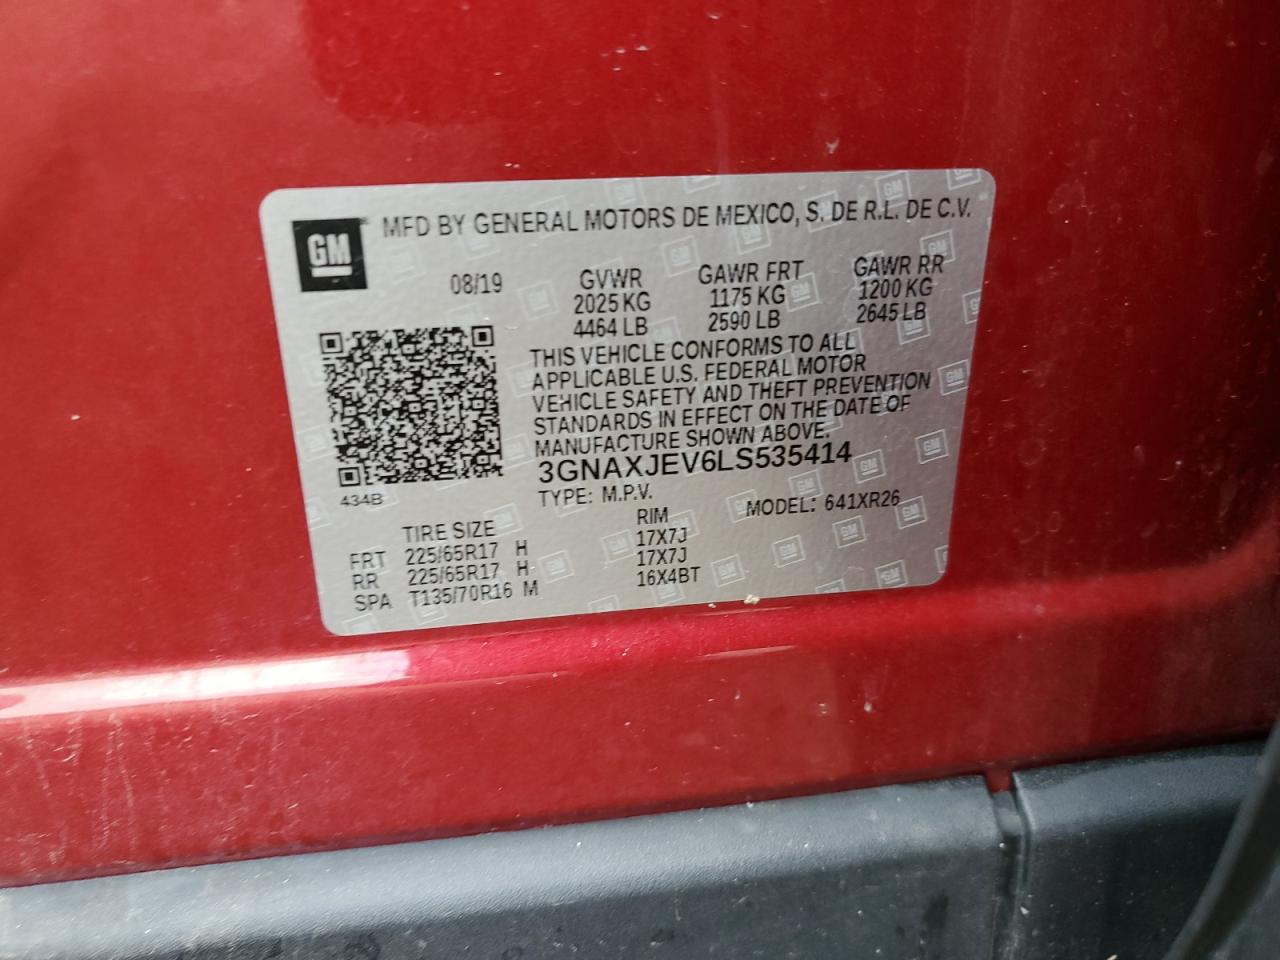 GM
MFD BY GENERAL MOTORS DE MEXICO, S. DE R.L. DE C.V.
08/19
GVWR
2025 KG
4464 LB
GAWR FRT
1175 KG
2590 LB
GAWR RR
1200 KG
2645 LB
THIS VEHICLE CONFORMS TO ALL
APPLICABLE U.S. FEDERAL MOTOR
VEHICLE SAFETY AND THEFT PREVENTION
STANDARDS IN EFFECT ON THE DATE OF
MANUFACTURE SHOWN ABOVE.
3GNAXJEV6LS535414
434B
TYPE: M.P.V.
MODEL: 641XR26
TIRE SIZE RIM
FRT 225/65R17 H 17X7J
RR 225/65R17 H 17X7J
SPA T135/70R16 M 16X4BT